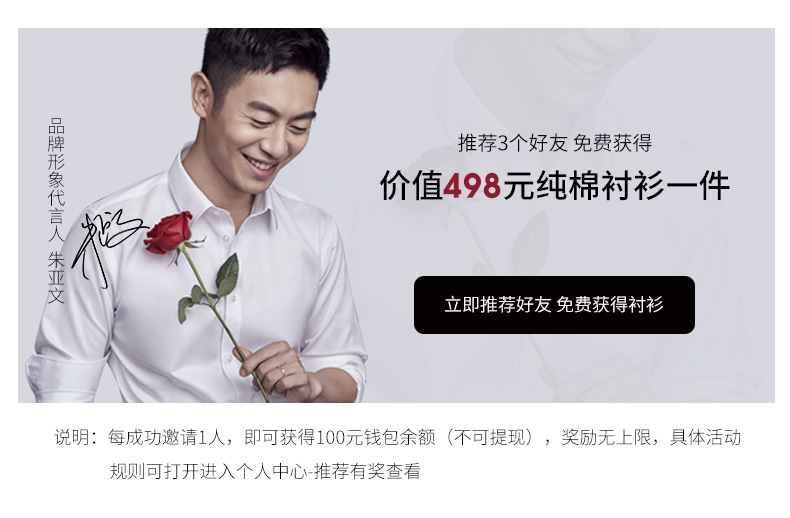 品牌形象代言人 朱亚文
推荐3个好友 免费获得
价值498元纯棉衬衫一件
立即推荐好友 免费获得衬衫
说明：每成功邀请1人，即可获得100元钱包余额（不可提现），奖励无上限，具体活动
规则可打开进入个人中心-推荐有奖查看